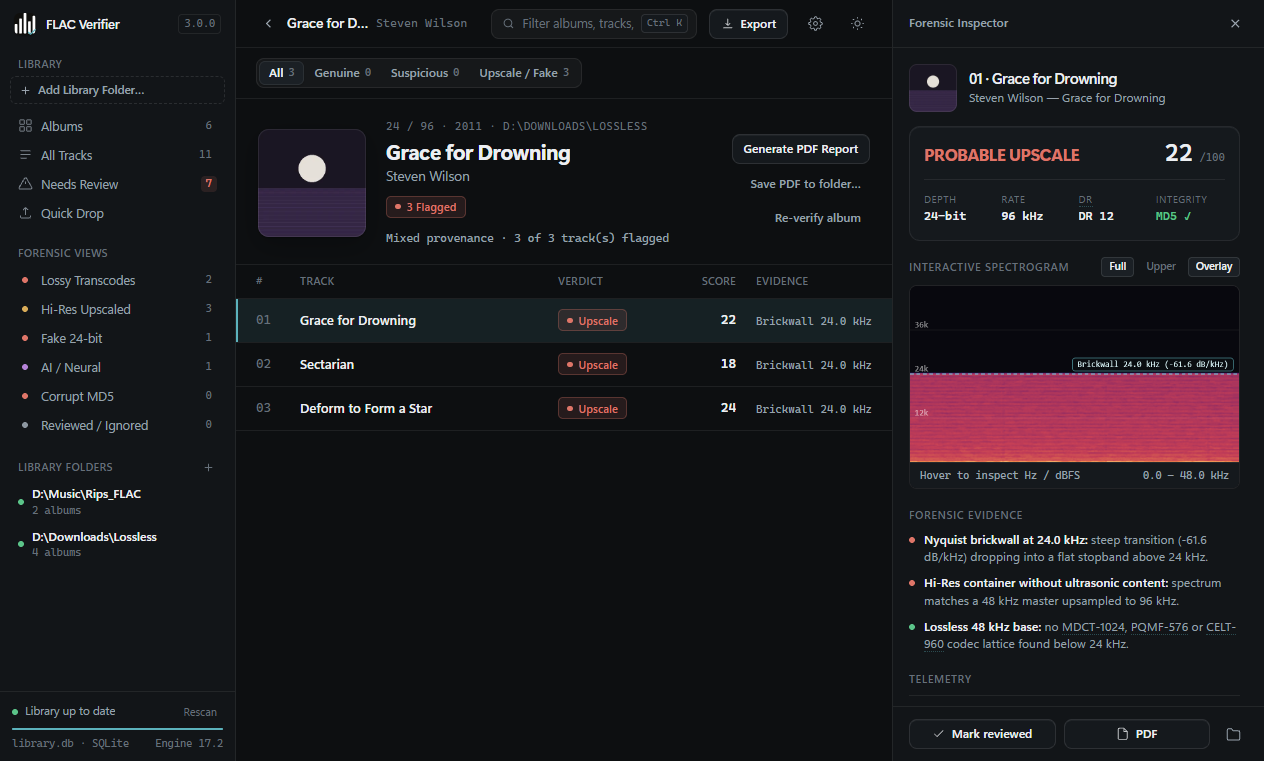 FLAC Verifier
3.0.0
LIBRARY
+ Add Library Folder...
Albums 6
All Tracks 11
Needs Review 7
Quick Drop
FORENSIC VIEWS
Lossy Transcodes 2
Hi-Res Upscaled 3
Fake 24-bit 1
AI / Neural 1
Corrupt MD5 0
Reviewed / Ignored 0
LIBRARY FOLDERS +
D:\Music\Rips_FLAC
2 albums
D:\Downloads\Lossless
4 albums
Library up to date Rescan
library.db · SQLite Engine 17.2
Grace for D... Steven Wilson
Filter albums, tracks, Ctrl K
Export
All 3 Genuine 0 Suspicious 0 Upscale / Fake 3
24 / 96 · 2011 · D:\DOWNLOADS\LOSSLESS
Grace for Drowning
Steven Wilson
3 Flagged
Mixed provenance · 3 of 3 track(s) flagged
Generate PDF Report
Save PDF to folder...
Re-verify album
# TRACK VERDICT SCORE EVIDENCE
01 Grace for Drowning Upscale 22 Brickwall 24.0 kHz
02 Sectarian Upscale 18 Brickwall 24.0 kHz
03 Deform to Form a Star Upscale 24 Brickwall 24.0 kHz
Forensic Inspector
01 · Grace for Drowning
Steven Wilson — Grace for Drowning
PROBABLE UPSCALE 22 /100
DEPTH RATE DR INTEGRITY
24-bit 96 kHz DR 12 MD5 ✓
INTERACTIVE SPECTROGRAM Full Upper Overlay
36k
Brickwall 24.0 kHz (-61.6 dB/kHz)
24k
12k
Hover to inspect Hz / dBFS 0.0 – 48.0 kHz
FORENSIC EVIDENCE
Nyquist brickwall at 24.0 kHz: steep transition (-61.6
dB/kHz) dropping into a flat stopband above 24 kHz.
Hi-Res container without ultrasonic content: spectrum
matches a 48 kHz master upsampled to 96 kHz.
Lossless 48 kHz base: no MDCT-1024, PQMF-576 or CELT-
960 codec lattice found below 24 kHz.
TELEMETRY
Mark reviewed
PDF